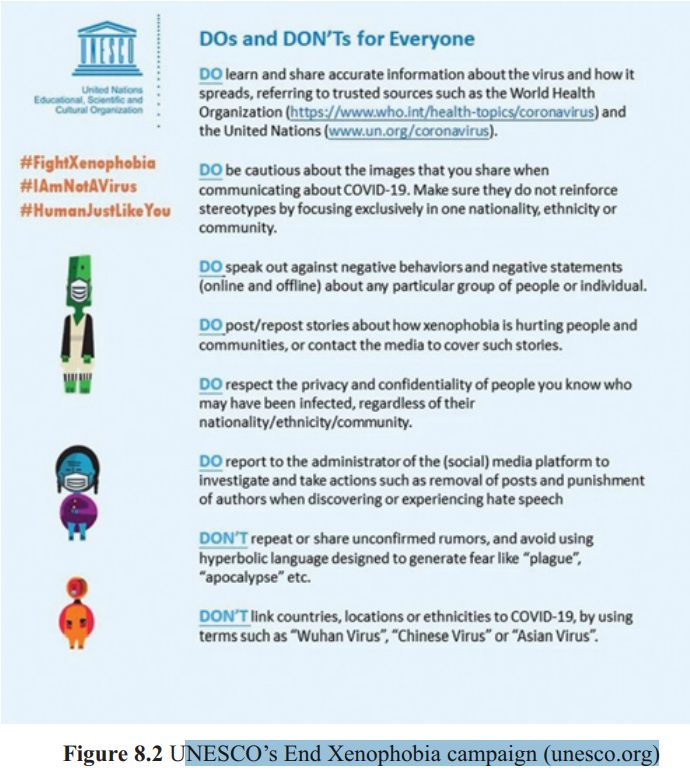 UNESCO
United Nations
Educational, Scientific and
Cultural Organization
#FightXenophobia
#IAmNotAVirus
#HumanJustLikeYou
DOs and DON'Ts for Everyone
DO learn and share accurate information about the virus and how it
spreads, referring to trusted sources such as the World Health
Organization (https://www.who.int/health-topics/coronavirus) and
the United Nations (www.un.org/coronavirus).
DO be cautious about the images that you share when
communicating about COVID-19. Make sure they do not reinforce
stereotypes by focusing exclusively in one nationality, ethnicity or
community.
DO speak out against negative behaviors and negative statements
(online and offline) about any particular group of people or individual.
DO post/repost stories about how xenophobia is hurting people and
communities, or contact the media to cover such stories.
DO respect the privacy and confidentiality of people you know who
may have been infected, regardless of their
nationality/ethnicity/community.
DO report to the administrator of the (social) media platform to
investigate and take actions such as removal of posts and punishment
of authors when discovering or experiencing hate speech
DON'T repeat or share unconfirmed rumors, and avoid using
hyperbolic language designed to generate fear like “plague”,
“apocalypse” etc.
DON'T link countries, locations or ethnicities to COVID-19, by using
terms such as “Wuhan Virus”, “Chinese Virus” or “Asian Virus”.
Figure 8.2 UNESCO’s End Xenophobia campaign (unesco.org)